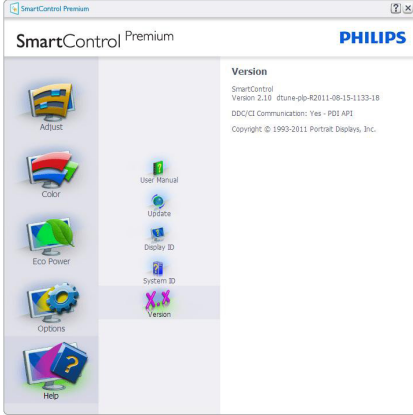 SmartControl Premium
SmartControl Premium
PHILIPS
Adjust
Color
Eco Power
Options
Help
User Manual
Update
Display ID
System ID
X.X
Version
Version
SmartControl
Version 2.10 dtune-plp-R2011-08-15-1133-18
DDC/CI Communication: Yes - PDI API
Copyright © 1993-2011 Portrait Displays, Inc.